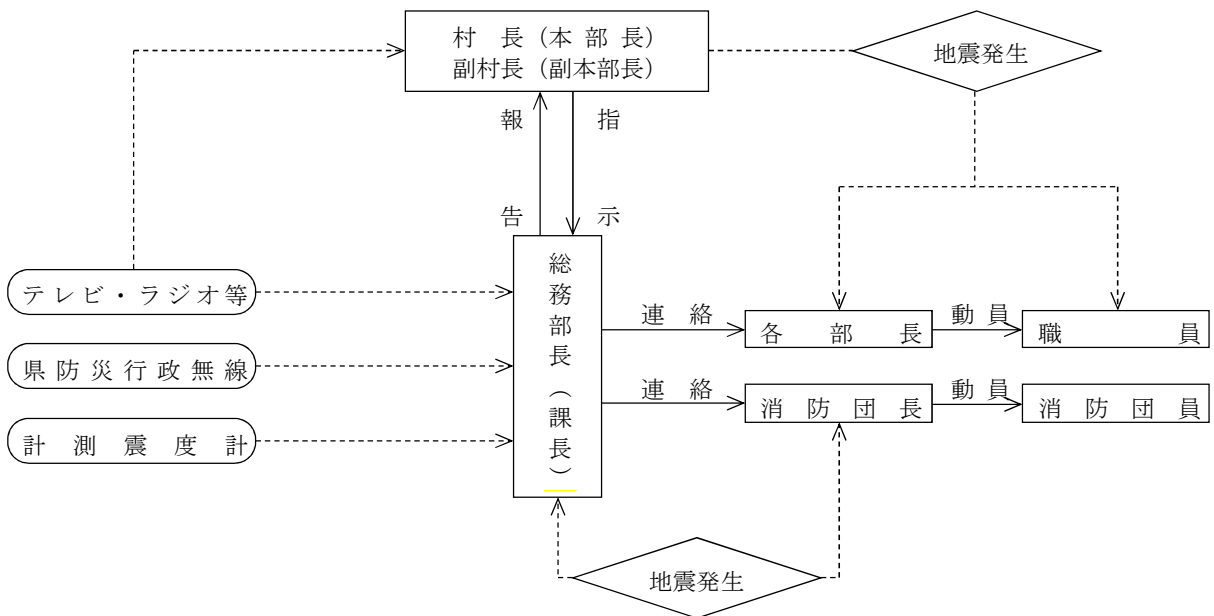 村長（本部長）
副村長（副本部長）
地震発生
報告
指示
テレビ・ラジオ等
県防災行政無線
計測震度計
総務部長（課長）
連絡
各部長
動員
職員
連絡
消防団長
動員
消防団員
地震発生